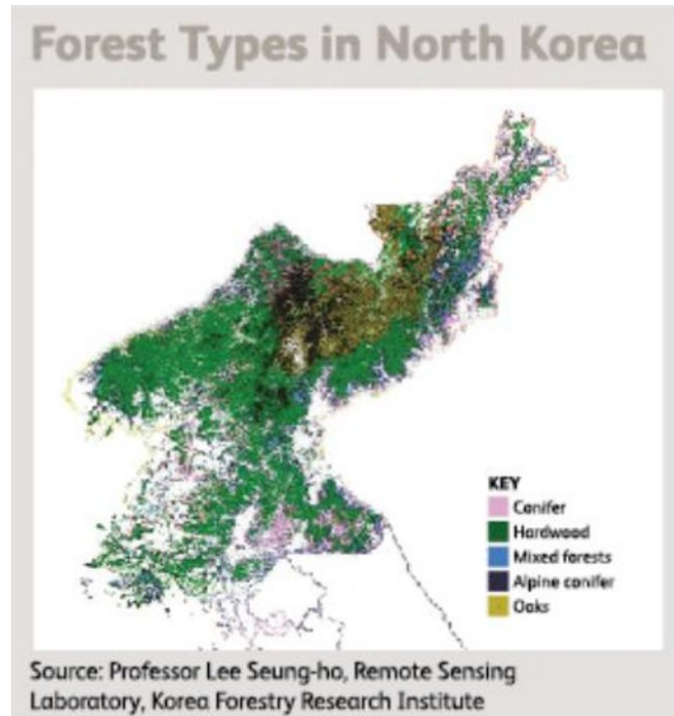 Forest Types in North Korea
KEY
Conifer
Hardwood
Mixed forests
Alpine conifer
Oaks
Source: Professor Lee Seung-ho, Remote Sensing
Laboratory, Korea Forestry Research Institute